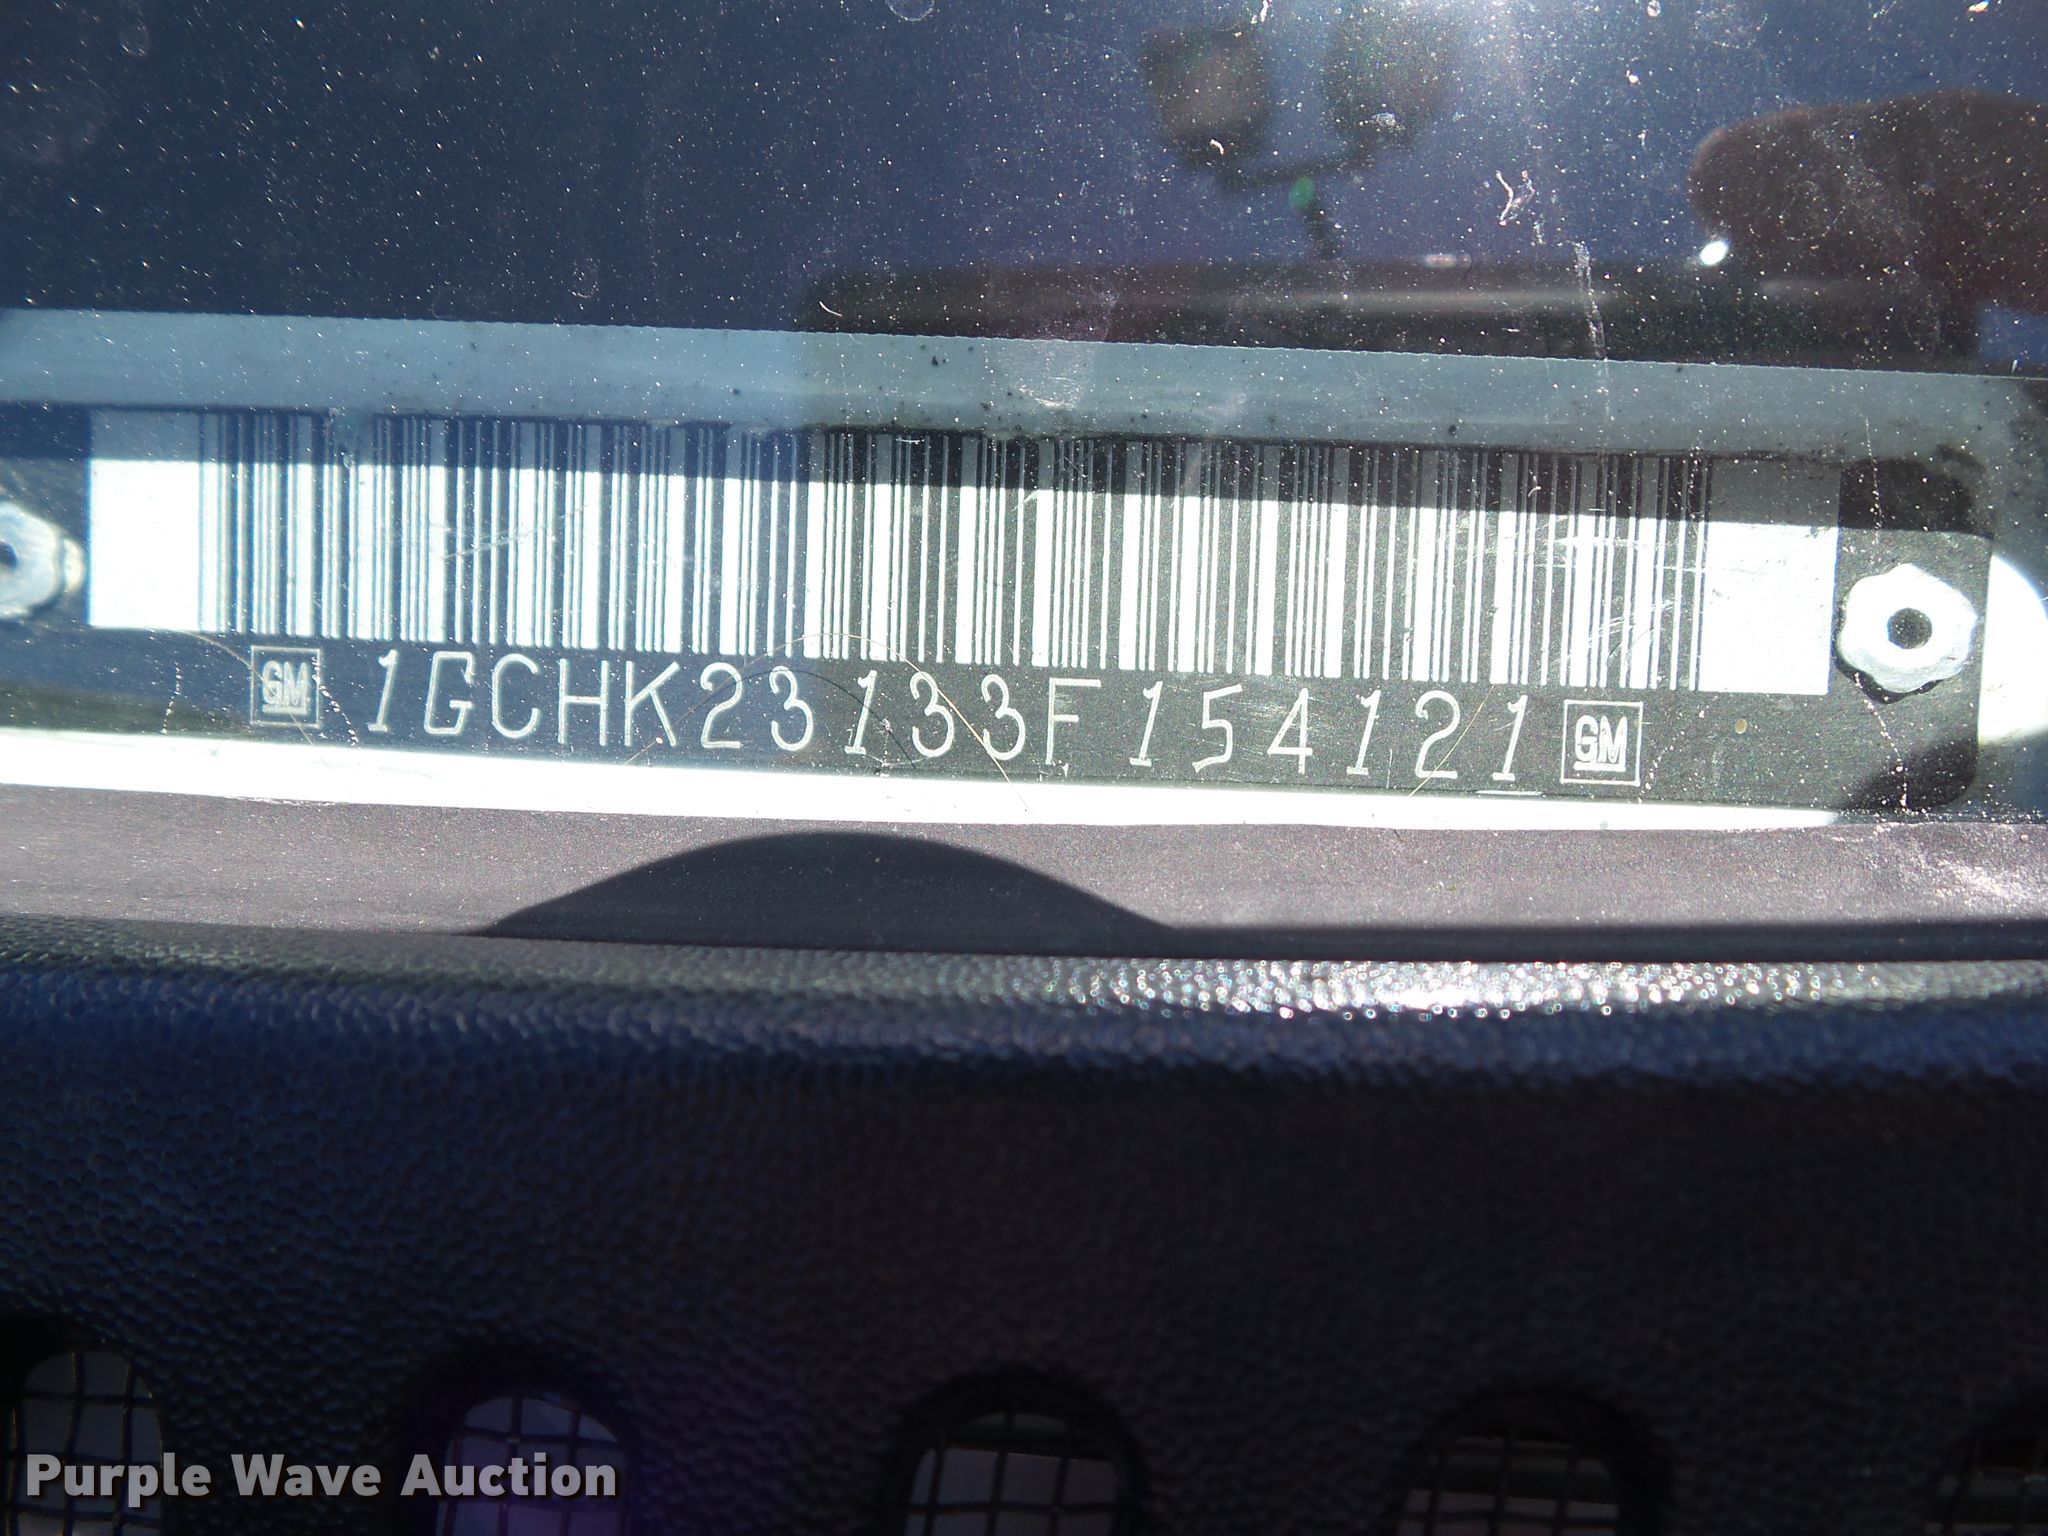 GM 1GCHK23133F154121 GM
Purple Wave Auction